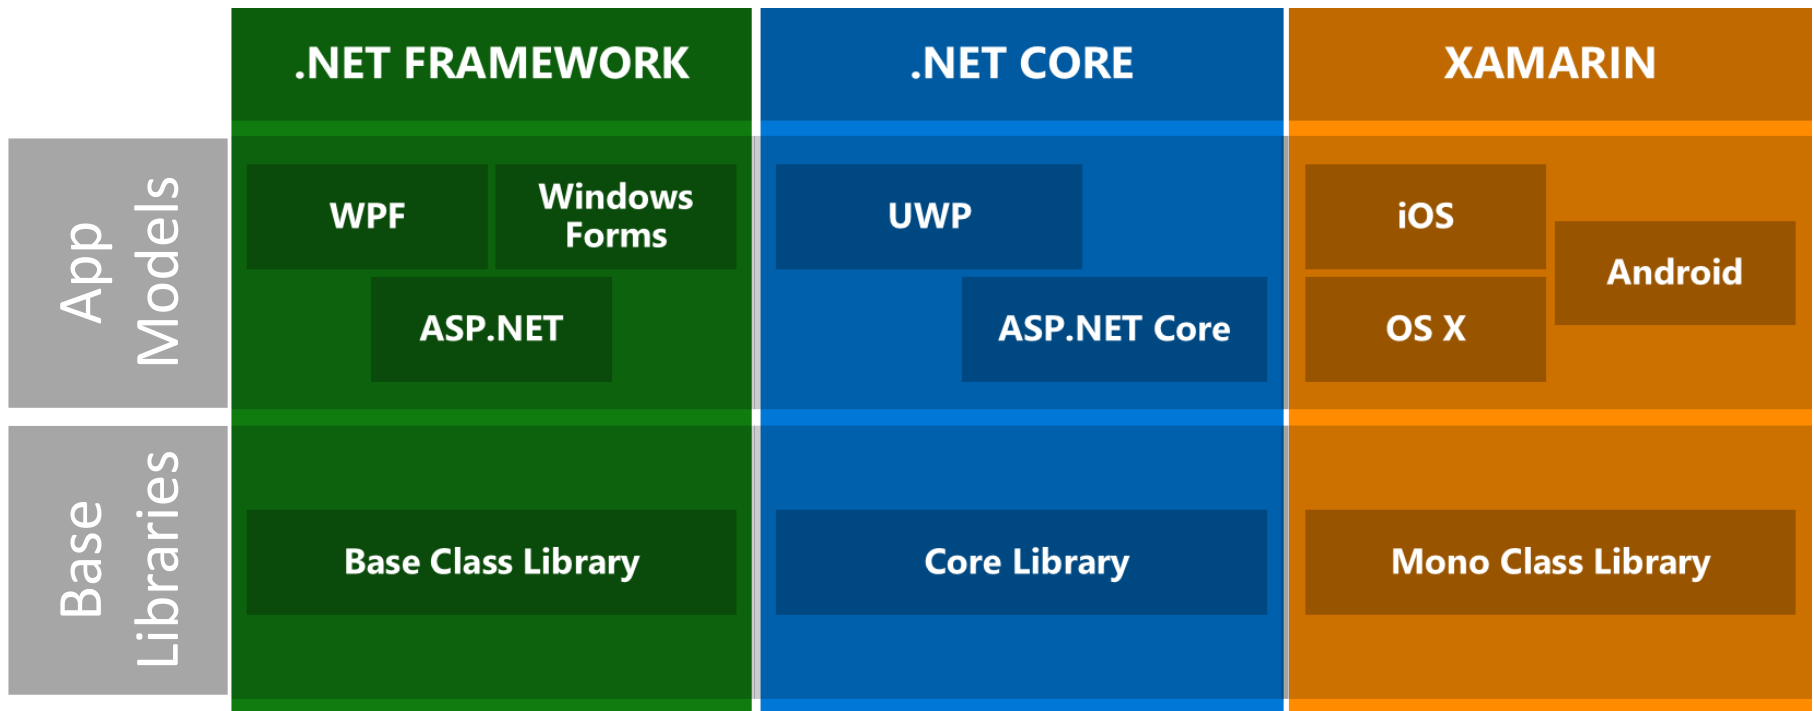 .NET FRAMEWORK
.NET CORE
XAMARIN
App
Models
WPF
Windows
Forms
ASP.NET
UWP
ASP.NET Core
iOS
Android
OS X
Base
Libraries
Base Class Library
Core Library
Mono Class Library